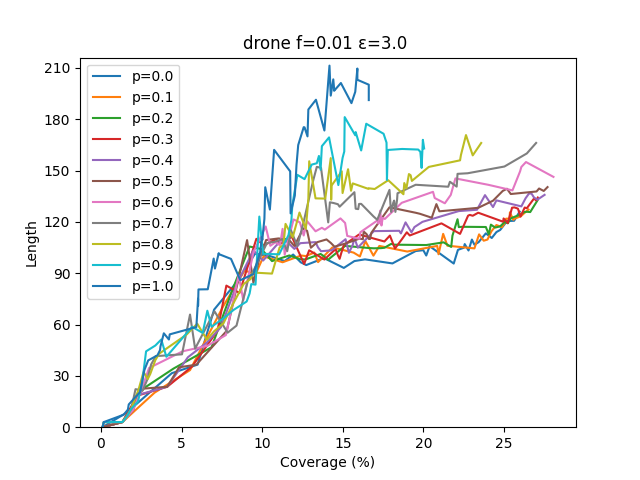 drone f=0.01 ε=3.0
210
180
150
120
90
60
30
0
Length
p=0.0
p=0.1
p=0.2
p=0.3
p=0.4
p=0.5
p=0.6
p=0.7
p=0.8
p=0.9
p=1.0
0 5 10 15 20 25
Coverage (%)